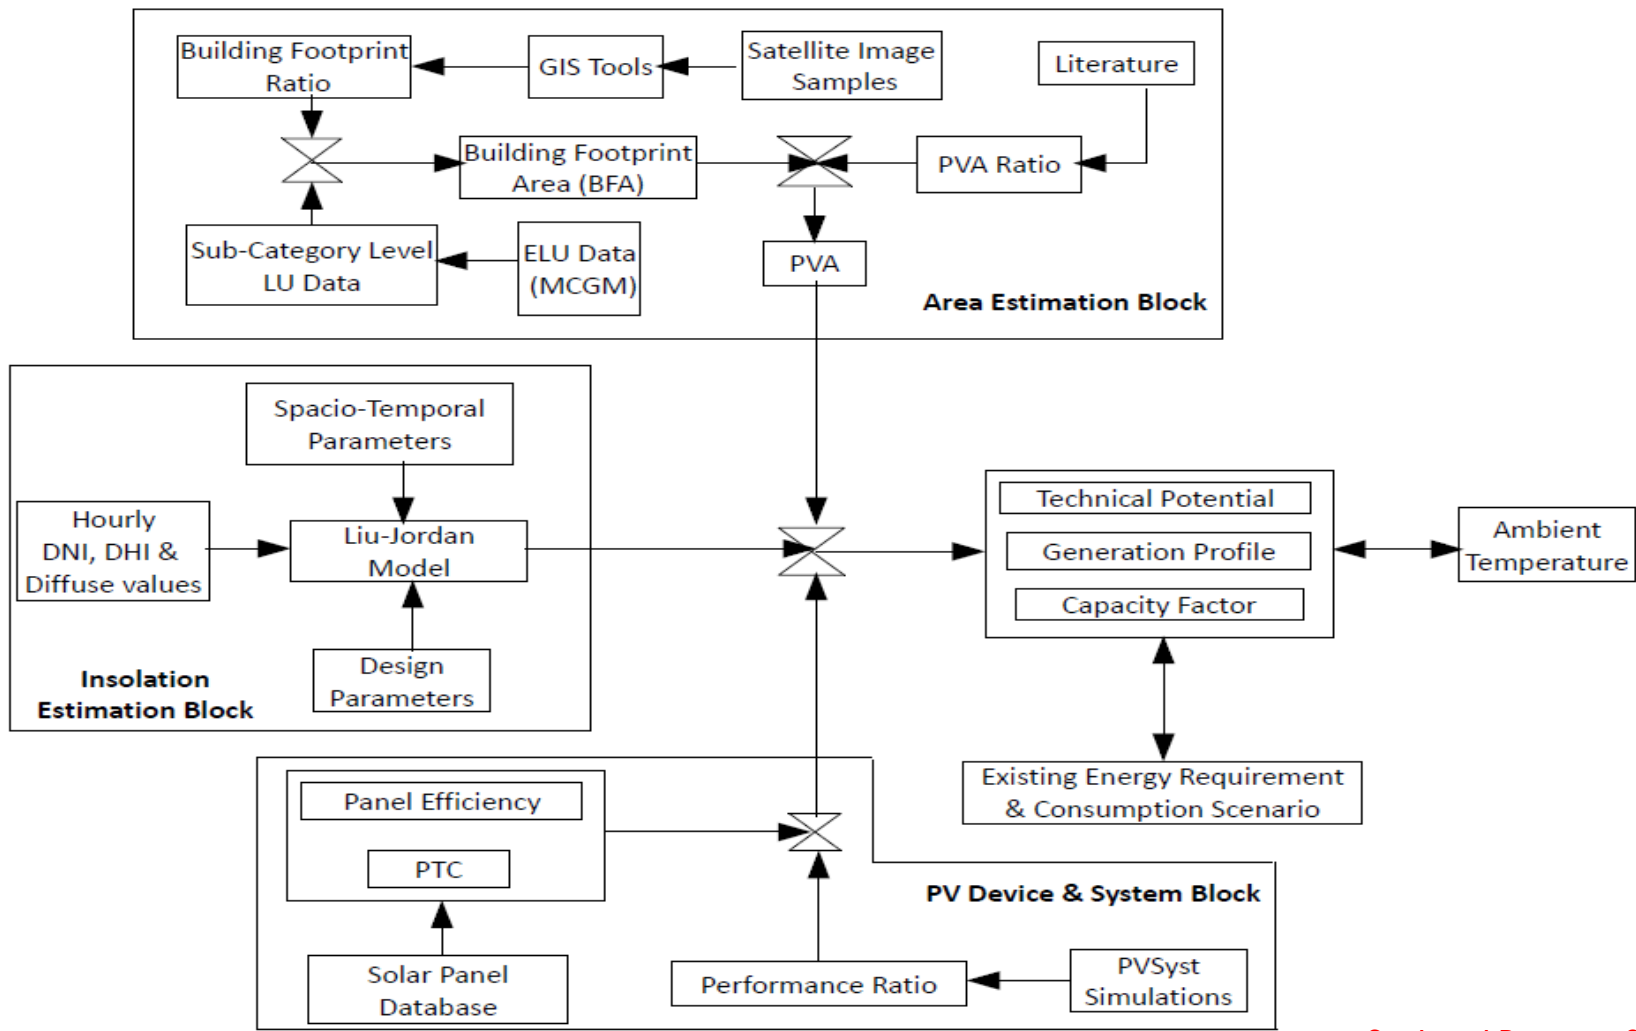 Building Footprint
Ratio
GIS Tools
Satellite Image
Samples
Literature
Building Footprint
Area (BFA)
PVA Ratio
Sub-Category Level
LU Data
ELU Data
(MCGM)
PVA
Area Estimation Block
Spacio-Temporal
Parameters
Hourly
DNI, DHI &
Diffuse values
Liu-Jordan
Model
Design
Parameters
Insolation
Estimation Block
Technical Potential
Generation Profile
Capacity Factor
Ambient
Temperature
Existing Energy Requirement
& Consumption Scenario
Panel Efficiency
PTC
PV Device & System Block
Solar Panel
Database
Performance Ratio
PVSyst
Simulations